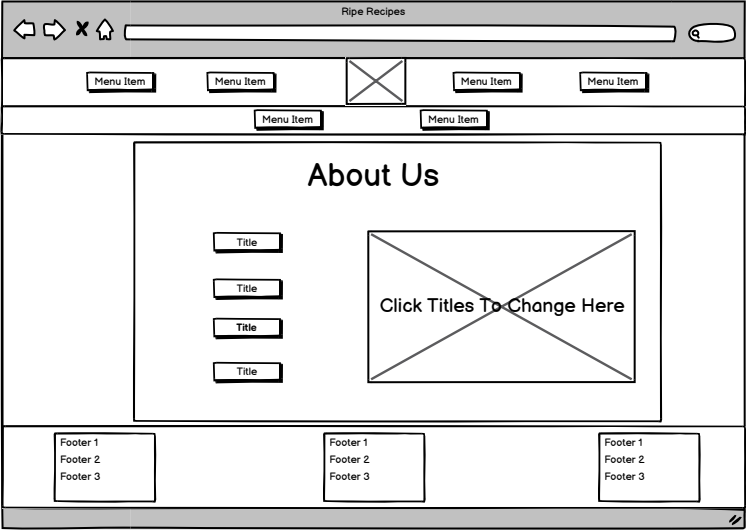 Ripe Recipes
Menu Item
Menu Item
Menu Item
Menu Item
Menu Item
Menu Item
About Us
Title
Title
Title
Title
Click Titles To Change Here
Footer 1
Footer 2
Footer 3
Footer 1
Footer 2
Footer 3
Footer 1
Footer 2
Footer 3